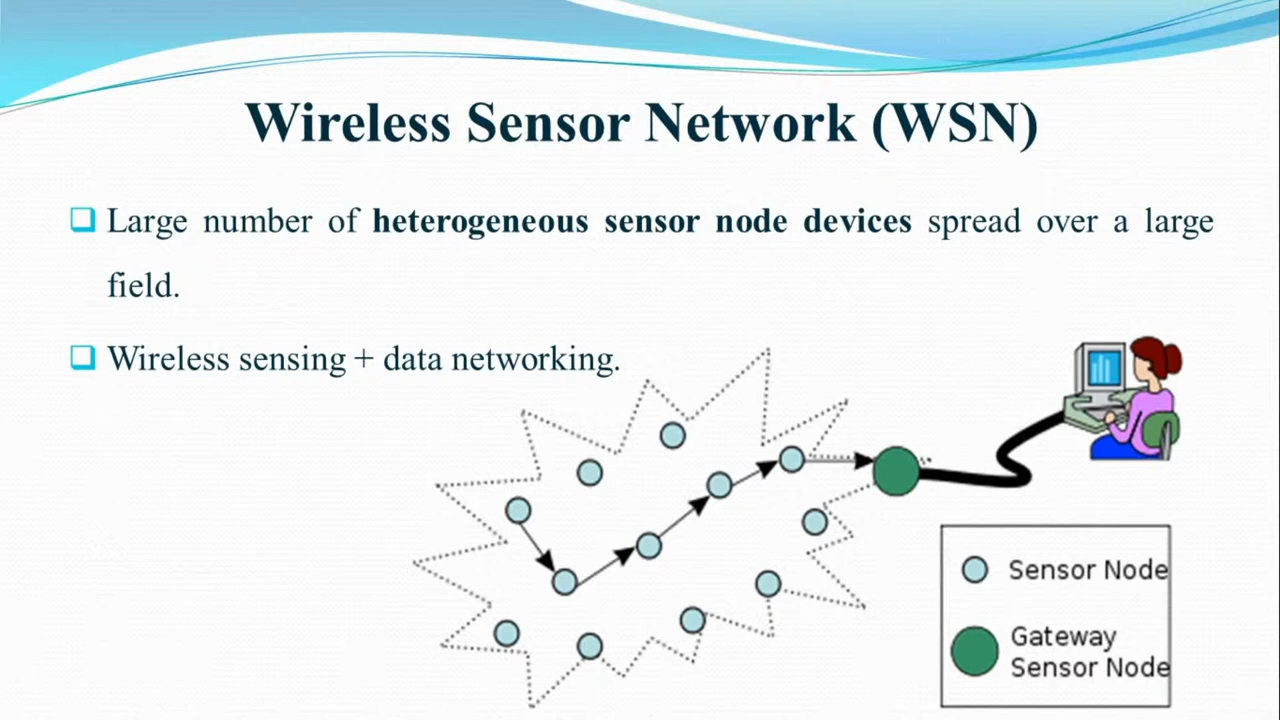 Wireless Sensor Network (WSN)
❑ Large number of heterogeneous sensor node devices spread over a large
field.
❑ Wireless sensing + data networking.
Sensor Node
Gateway
Sensor Node